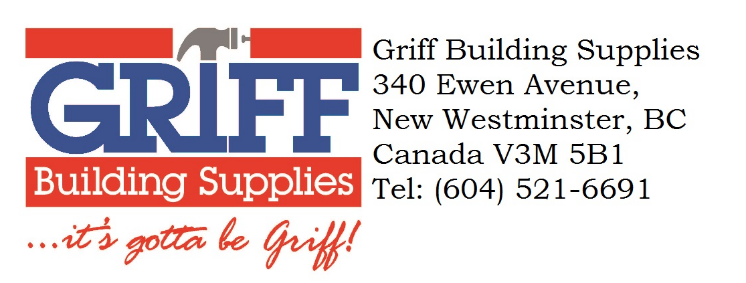 GRIFF
Building Supplies
...it's gotta be Griff!
Griff Building Supplies
340 Ewen Avenue,
New Westminster, BC
Canada V3M 5B1
Tel: (604) 521-6691